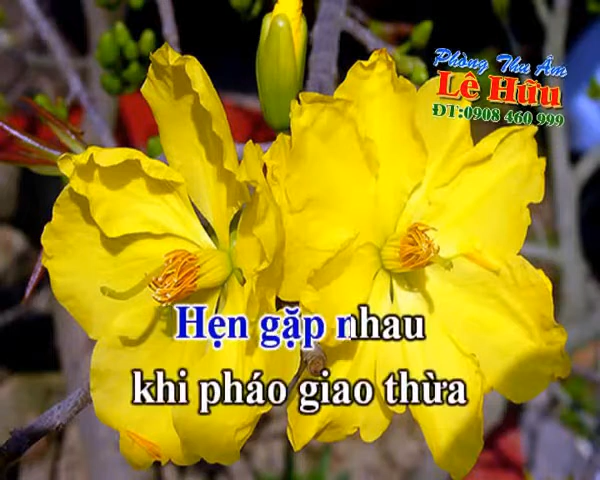 Phòng Thu Âm
Lê Hữu
ĐT:0908 460 999
Hẹn gặp nhau
khi pháo giao thừa